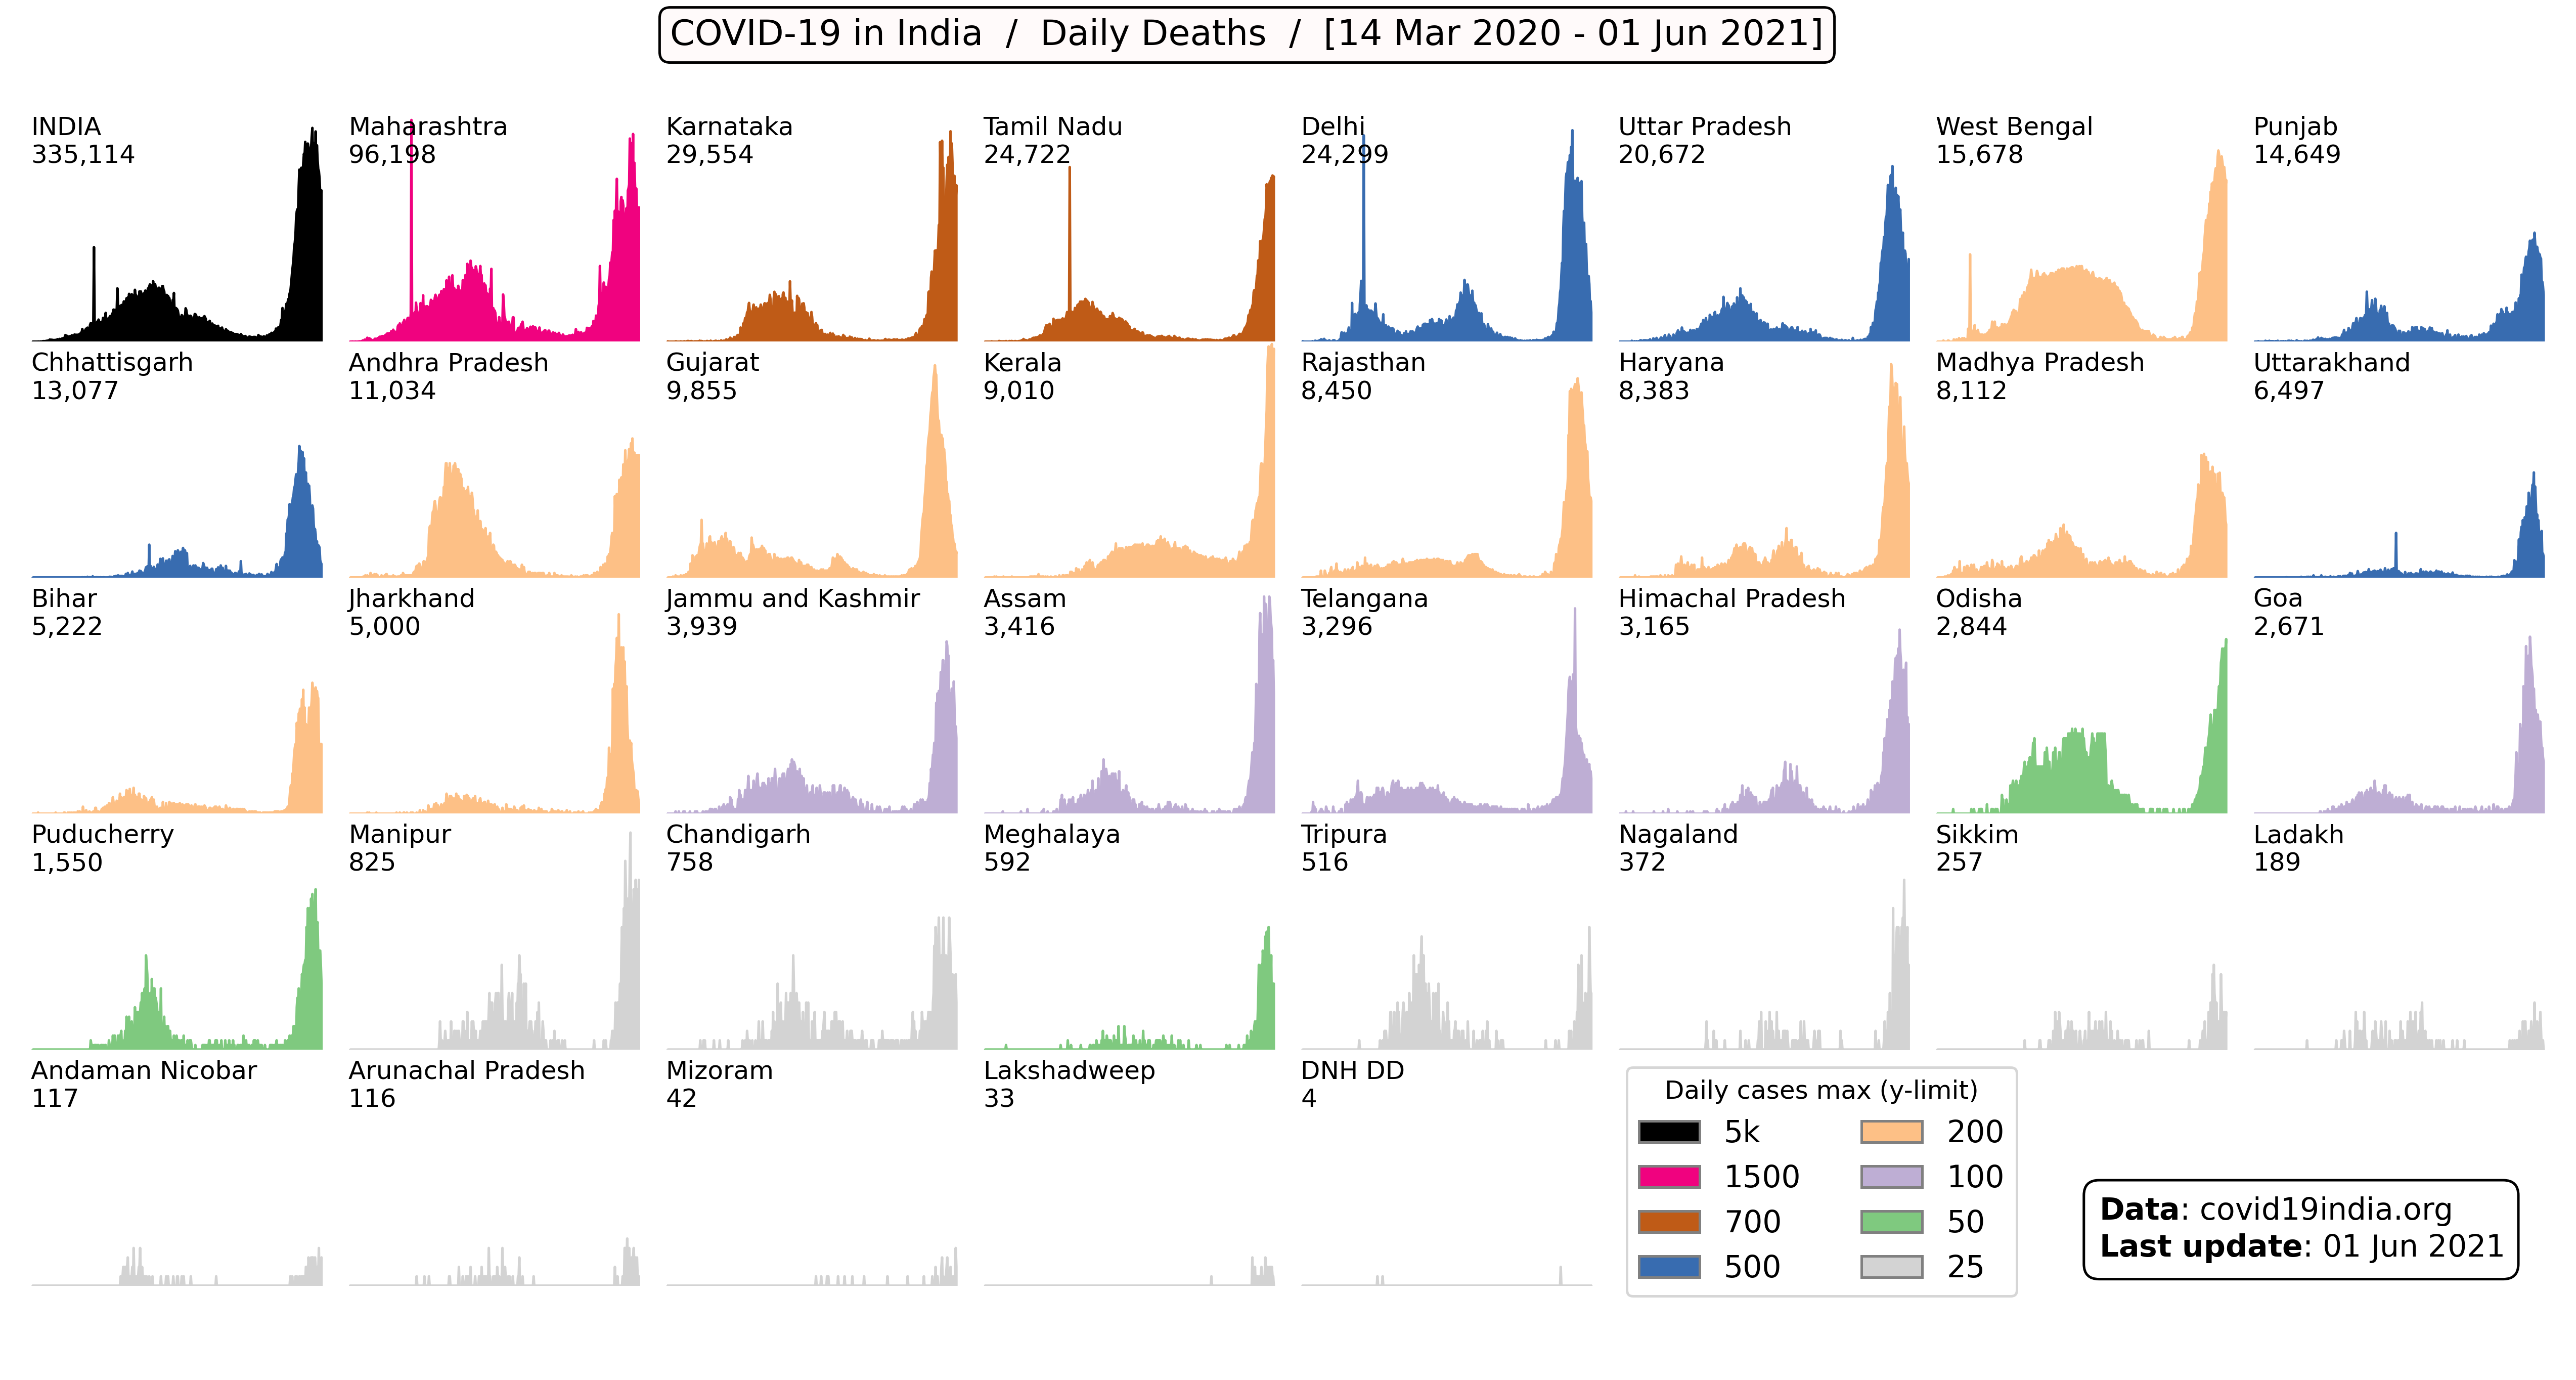 COVID-19 in India / Daily Deaths / [14 Mar 2020 - 01 Jun 2021]
INDIA
335,114
Maharashtra
96,198
Karnataka
29,554
Tamil Nadu
24,722
Delhi
24,299
Uttar Pradesh
20,672
West Bengal
15,678
Punjab
14,649
Chhattisgarh
13,077
Andhra Pradesh
11,034
Gujarat
9,855
Kerala
9,010
Rajasthan
8,450
Haryana
8,383
Madhya Pradesh
8,112
Uttarakhand
6,497
Bihar
5,222
Jharkhand
5,000
Jammu and Kashmir
3,939
Assam
3,416
Telangana
3,296
Himachal Pradesh
3,165
Odisha
2,844
Goa
2,671
Puducherry
1,550
Manipur
825
Chandigarh
758
Meghalaya
592
Tripura
516
Nagaland
372
Sikkim
257
Ladakh
189
Andaman Nicobar
117
Arunachal Pradesh
116
Mizoram
42
Lakshadweep
33
DNH DD
4
Daily cases max (y-limit)
5k
1500
700
500
200
100
50
25
Data: covid19india.org
Last update: 01 Jun 2021